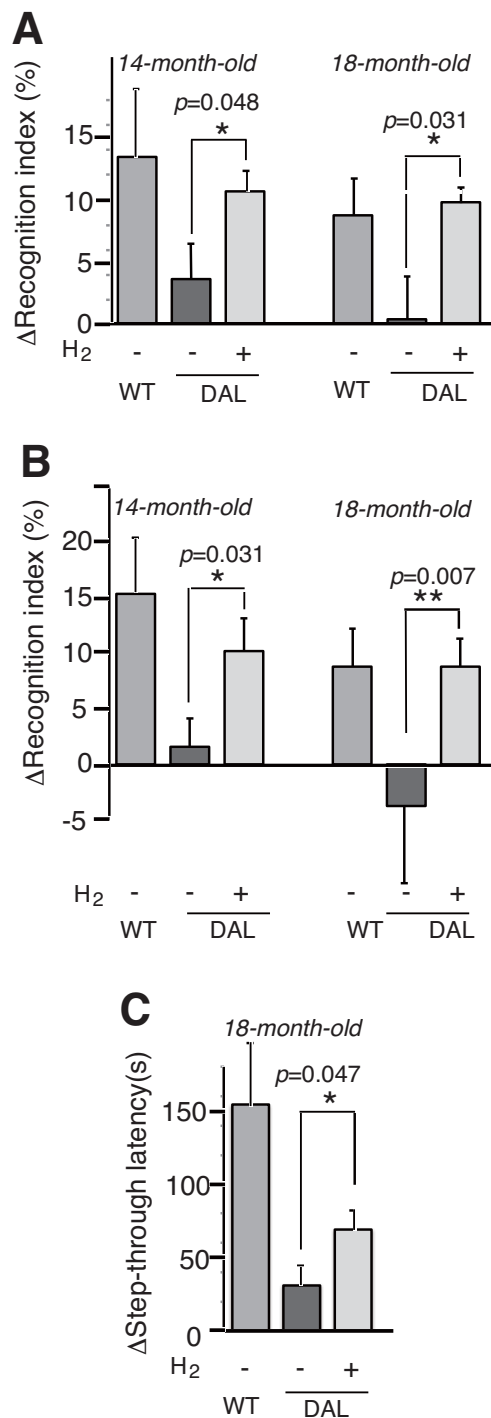 A
14-month-old 18-month-old
p=0.048 p=0.031
* *
ΔRecognition index (%)
15
10
5
0
H2 - - + - - +
WT DAL WT DAL
B
14-month-old 18-month-old
p=0.031 p=0.007
* **
ΔRecognition index (%)
20
15
10
5
0
-5
H2 - - + - - +
WT DAL WT DAL
C
18-month-old
p=0.047
*
ΔStep-through latency(s)
150
100
50
0
H2 - - +
WT DAL